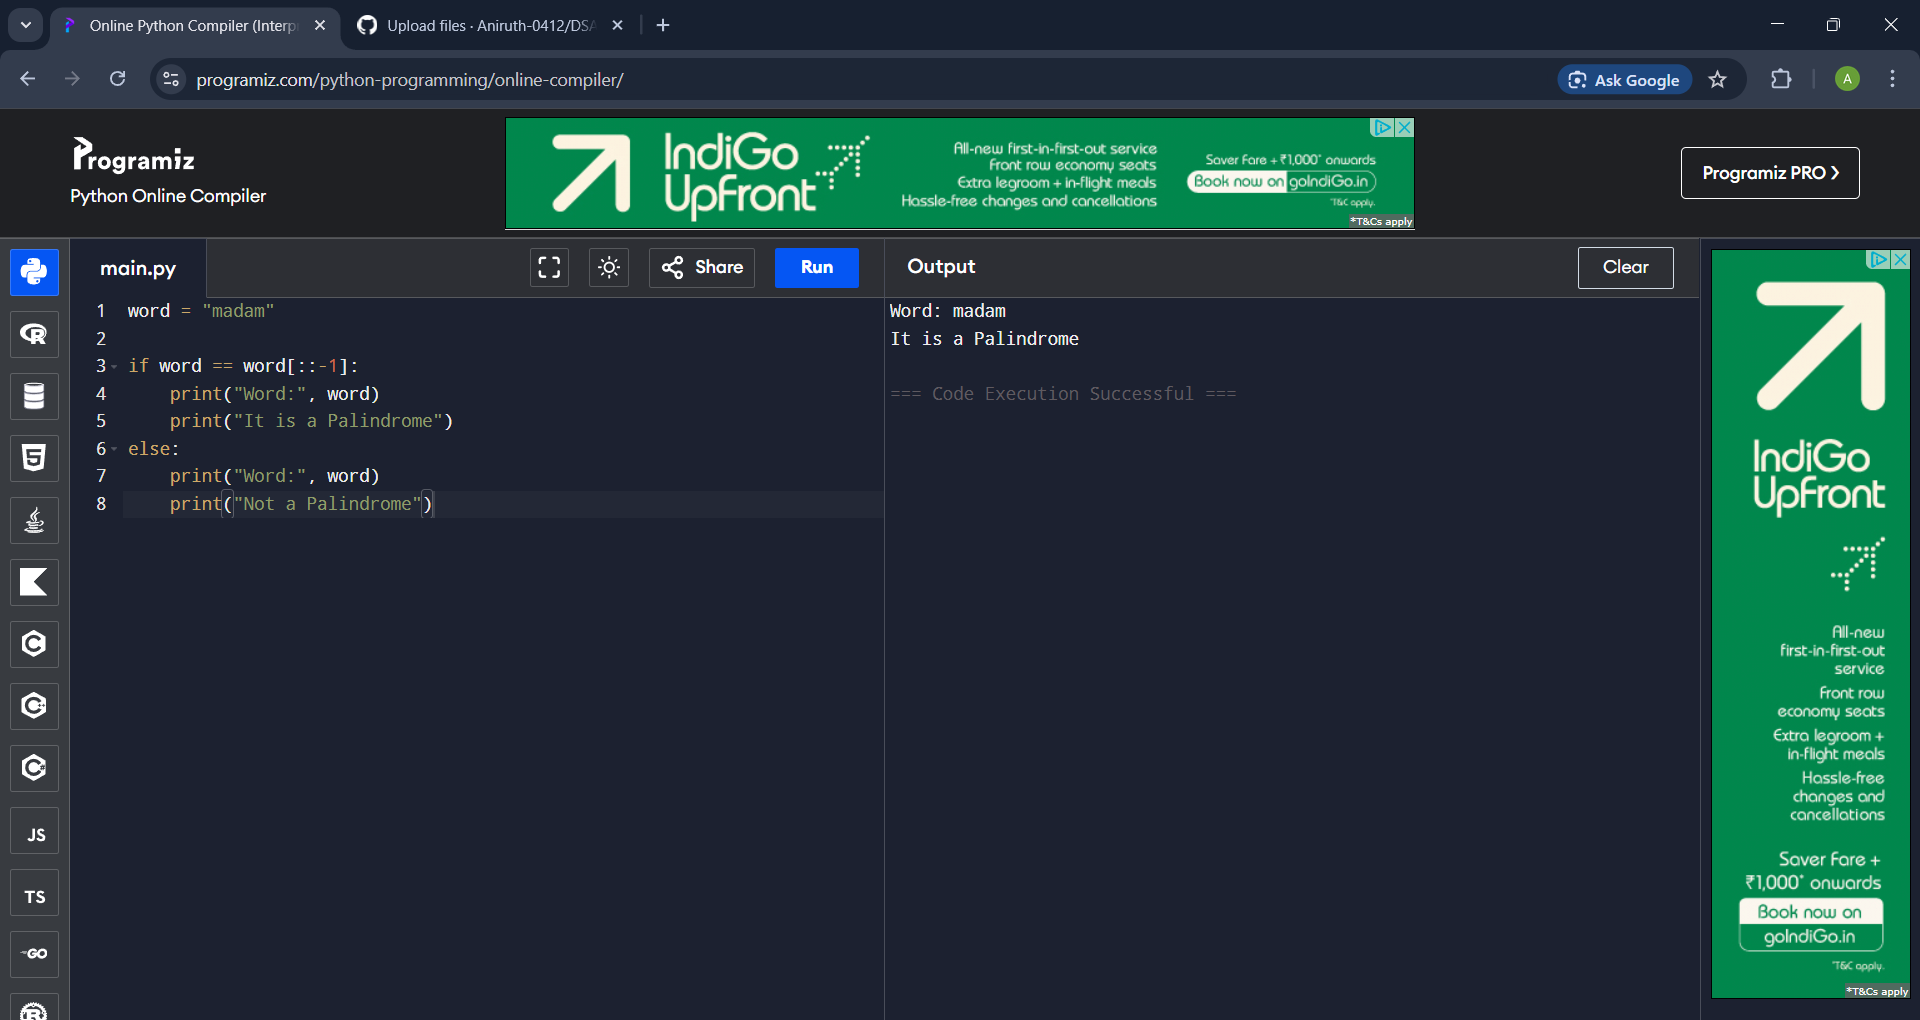 Online Python Compiler (Interp
Upload files · Aniruth-0412/DSA
programiz.com/python-programming/online-compiler/
Ask Google
A
Programiz
Python Online Compiler
IndiGo
UpFront
All-new first-in-first-out service
Front row economy seats
Extra legroom + in-flight meals
Hassle-free changes and cancellations
Saver Fare + ₹1,000* onwards
Book now on goIndiGo.in
*T&C apply.
*T&Cs apply
Programiz PRO ❯
main.py
Share
Run
Output
Clear
1 word = "madam"
2
3 if word == word[::-1]:
4     print("Word:", word)
5     print("It is a Palindrome")
6 else:
7     print("Word:", word)
8     print("Not a Palindrome")
Word: madam
It is a Palindrome
=== Code Execution Successful ===
R
5
C
C
C
JS
TS
GO
R
IndiGo
UpFront
All-new
first-in-first-out
service
Front row
economy seats
Extra legroom +
in-flight meals
Hassle-free
changes and
cancellations
Saver Fare +
₹1,000* onwards
Book now on
goIndiGo.in
*T&C apply.
*T&Cs apply